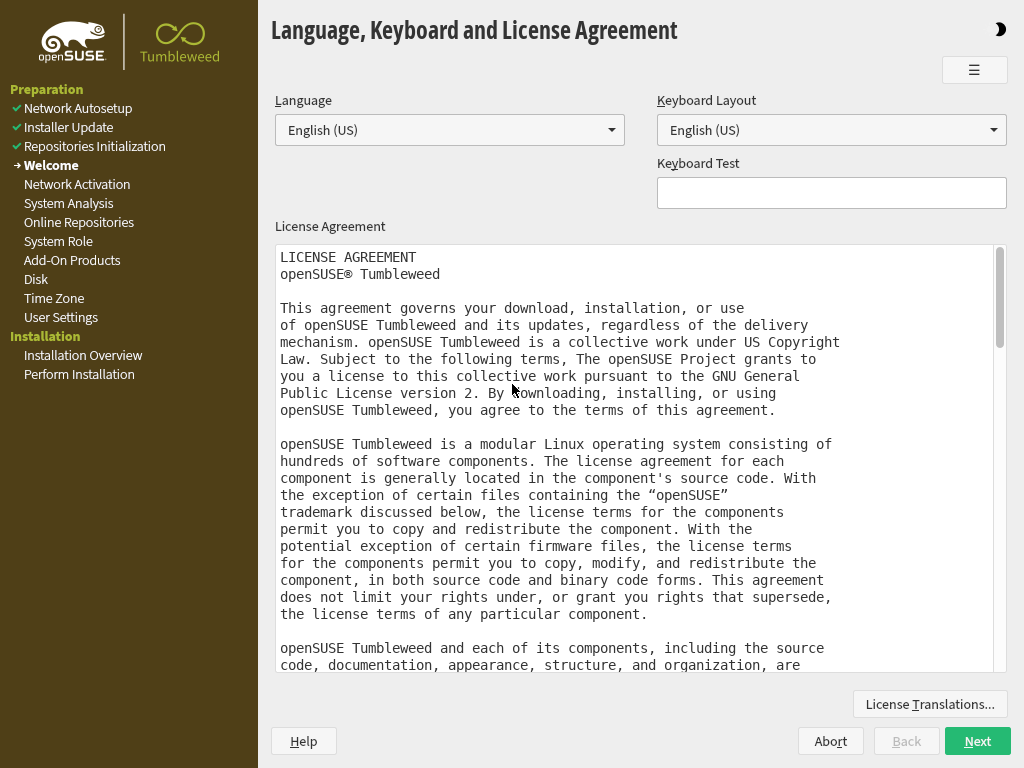 openSUSE.
Tumbleweed
Preparation
Network Autosetup
Installer Update
Repositories Initialization
Welcome
Network Activation
System Analysis
Online Repositories
System Role
Add-On Products
Disk
Time Zone
User Settings
Installation
Installation Overview
Perform Installation
Language, Keyboard and License Agreement
☰
Language
English (US)
Keyboard Layout
English (US)
Keyboard Test
License Agreement
LICENSE AGREEMENT
openSUSE® Tumbleweed
This agreement governs your download, installation, or use
of openSUSE Tumbleweed and its updates, regardless of the delivery
mechanism. openSUSE Tumbleweed is a collective work under US Copyright
Law. Subject to the following terms, The openSUSE Project grants to
you a license to this collective work pursuant to the GNU General
Public License version 2. By downloading, installing, or using
openSUSE Tumbleweed, you agree to the terms of this agreement.
openSUSE Tumbleweed is a modular Linux operating system consisting of
hundreds of software components. The license agreement for each
component is generally located in the component's source code. With
the exception of certain files containing the “openSUSE”
trademark discussed below, the license terms for the components
permit you to copy and redistribute the component. With the
potential exception of certain firmware files, the license terms
for the components permit you to copy, modify, and redistribute the
component, in both source code and binary code forms. This agreement
does not limit your rights under, or grant you rights that supersede,
the license terms of any particular component.
openSUSE Tumbleweed and each of its components, including the source
code, documentation, appearance, structure, and organization, are
License Translations...
Help
Abort
Back
Next